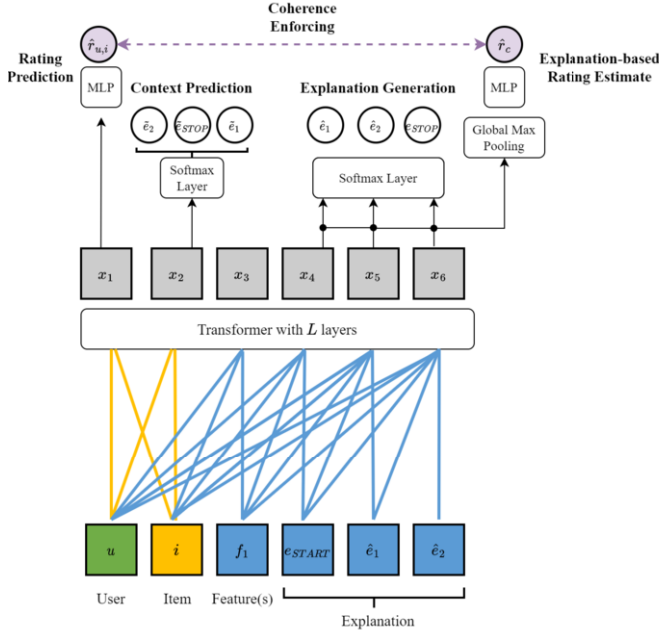 Coherence
Enforcing
Rating
Prediction
r̂u,i
r̂c
Explanation-based
Rating Estimate
MLP
Context Prediction
Explanation Generation
MLP
ẽ2
ẽSTOP
ẽ1
ê1
ê2
eSTOP
Global Max
Pooling
Softmax
Layer
Softmax Layer
x1
x2
x3
x4
x5
x6
Transformer with L layers
u
i
f1
eSTART
ê1
ê2
User
Item
Feature(s)
Explanation